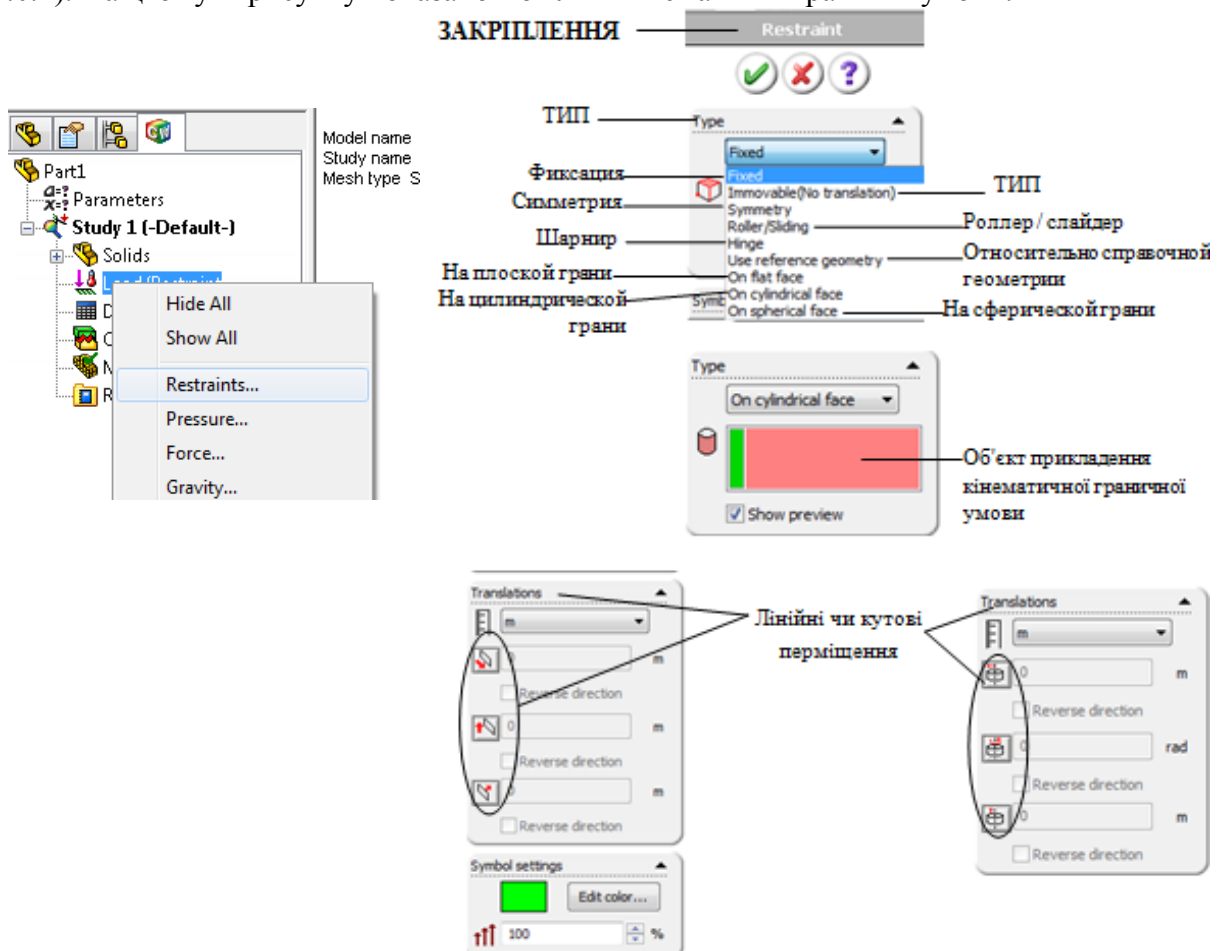 ЗАКРІПЛЕННЯ
Restraint
Model name
Study name
Mesh type S
Part1
Parameters
Study 1 (-Default-)
Solids
Hide All
Show All
Restraints...
Pressure...
Force...
Gravity...
ТИП
Type
Fixed
Фиксация
Fixed
Immovable(No translation)
ТИП
Симметрия
Symmetry
Roller/Sliding
Роллер / слайдер
Шарнир
Hinge
Use reference geometry
Относительно справочной
геометрии
На плоской грани
On flat face
На цилиндрической
грани
On cylindrical face
Symb
On spherical face
На сферической грани
Type
On cylindrical face
Show preview
Об'єкт прикладення
кінематичної граничної
умови
Translations
m
m
Reverse direction
0
m
Reverse direction
0
m
Reverse direction
Лінійні чи кутові
перміщення
Translations
m
0
m
Reverse direction
0
rad
Reverse direction
0
m
Reverse direction
Symbol settings
Edit color...
100
%